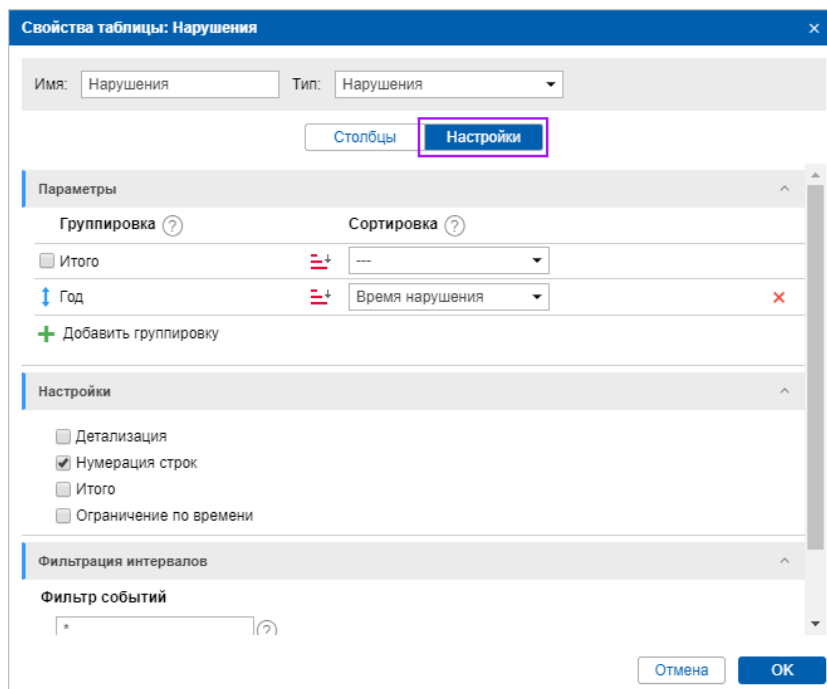 Свойства таблицы: Нарушения ×
Имя: Нарушения Тип: Нарушения
Столбцы Настройки
Параметры
Группировка ? Сортировка ?
Итого ---
Год Время нарушения
Добавить группировку
Настройки
Детализация
Нумерация строк
Итого
Ограничение по времени
Фильтрация интервалов
Фильтр событий
* ?
Отмена OK